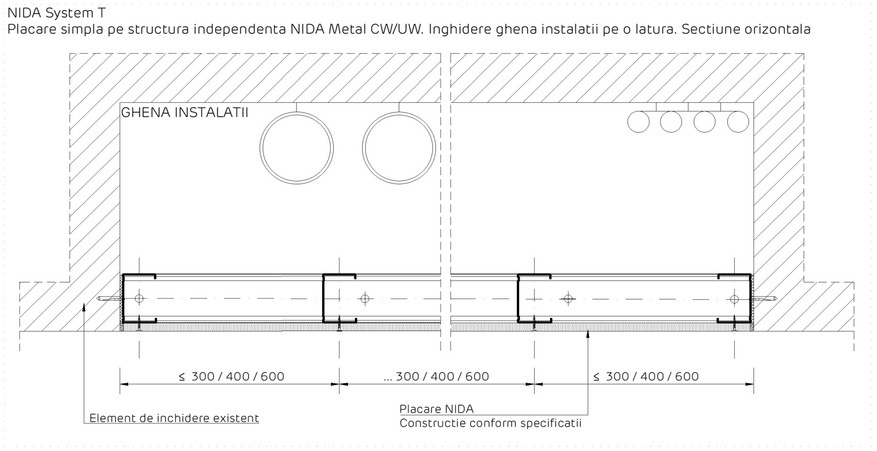 NIDA System T
Placare simpla pe structura independenta NIDA Metal CW/UW. Inghidere ghena instalatii pe o latura. Sectiune orizontala
GHENA INSTALATII
≤ 300 / 400 / 600
... 300 / 400 / 600
≤ 300 / 400 / 600
Element de inchidere existent
Placare NIDA
Constructie conform specificatii